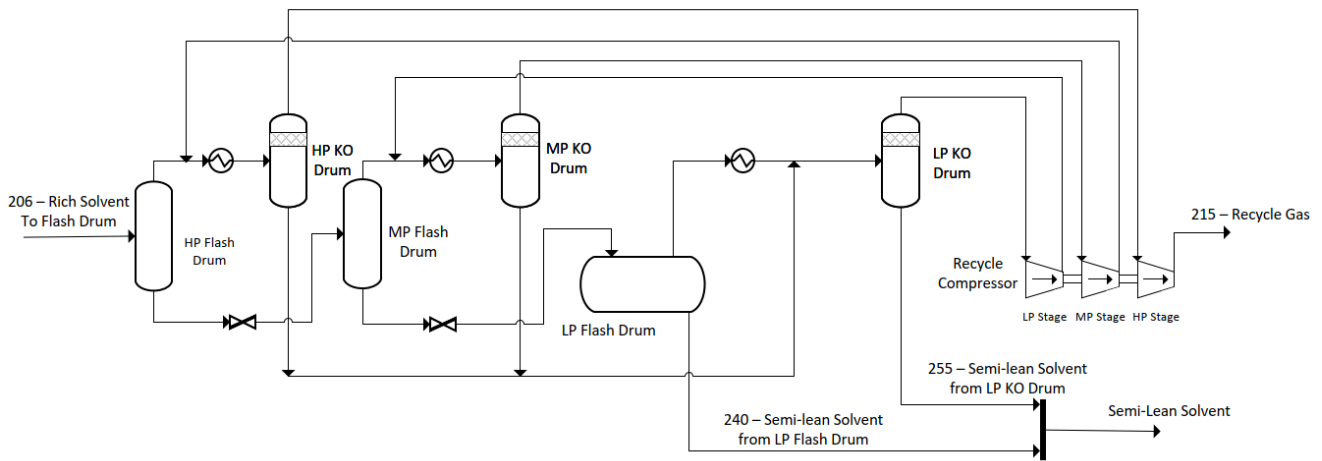 HP KO
Drum
MP KO
Drum
LP KO
Drum
206 – Rich Solvent
To Flash Drum
HP Flash
Drum
MP Flash
Drum
215 – Recycle Gas
Recycle
Compressor
LP Flash Drum
LP Stage
MP Stage
HP Stage
255 – Semi-lean Solvent
from LP KO Drum
240 – Semi-lean Solvent
from LP Flash Drum
Semi-Lean Solvent